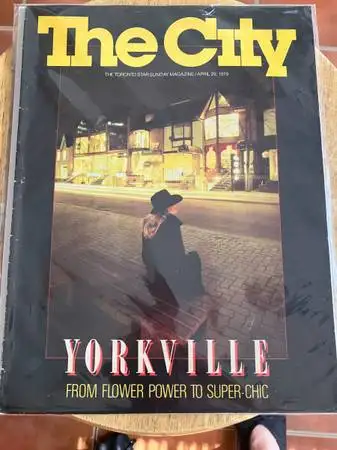 The City
THE TORONTO STAR SUNDAY MAGAZINE / APRIL 29, 1979
YORKVILLE
FROM FLOWER POWER TO SUPER-CHIC